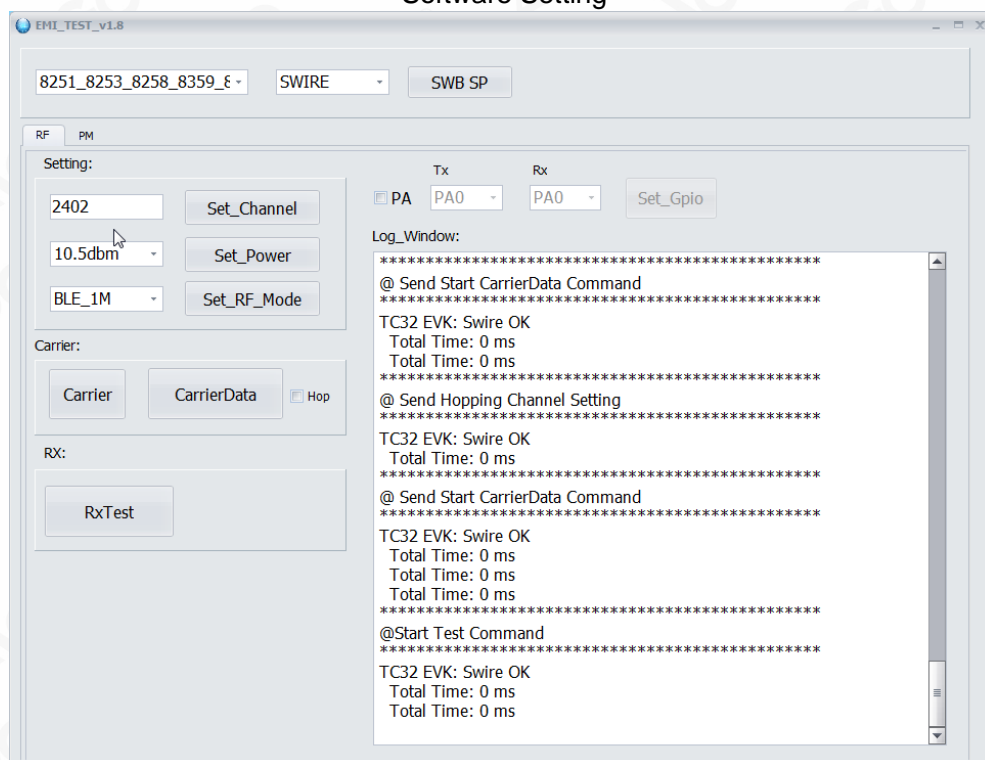 Software Setting
EMI_TEST_v1.8
8251_8253_8258_8359_8
SWIRE
SWB SP
RF
PM
Setting:
2402
Set_Channel
10.5dbm
Set_Power
BLE_1M
Set_RF_Mode
Carrier:
Carrier
CarrierData
Hop
RX:
RxTest
Tx
Rx
PA
PA0
PA0
Set_Gpio
Log_Window:
************************************************
@ Send Start CarrierData Command
************************************************
TC32 EVK: Swire OK
Total Time: 0 ms
Total Time: 0 ms
************************************************
@ Send Hopping Channel Setting
************************************************
TC32 EVK: Swire OK
Total Time: 0 ms
************************************************
@ Send Start CarrierData Command
************************************************
TC32 EVK: Swire OK
Total Time: 0 ms
Total Time: 0 ms
Total Time: 0 ms
************************************************
@Start Test Command
************************************************
TC32 EVK: Swire OK
Total Time: 0 ms
Total Time: 0 ms